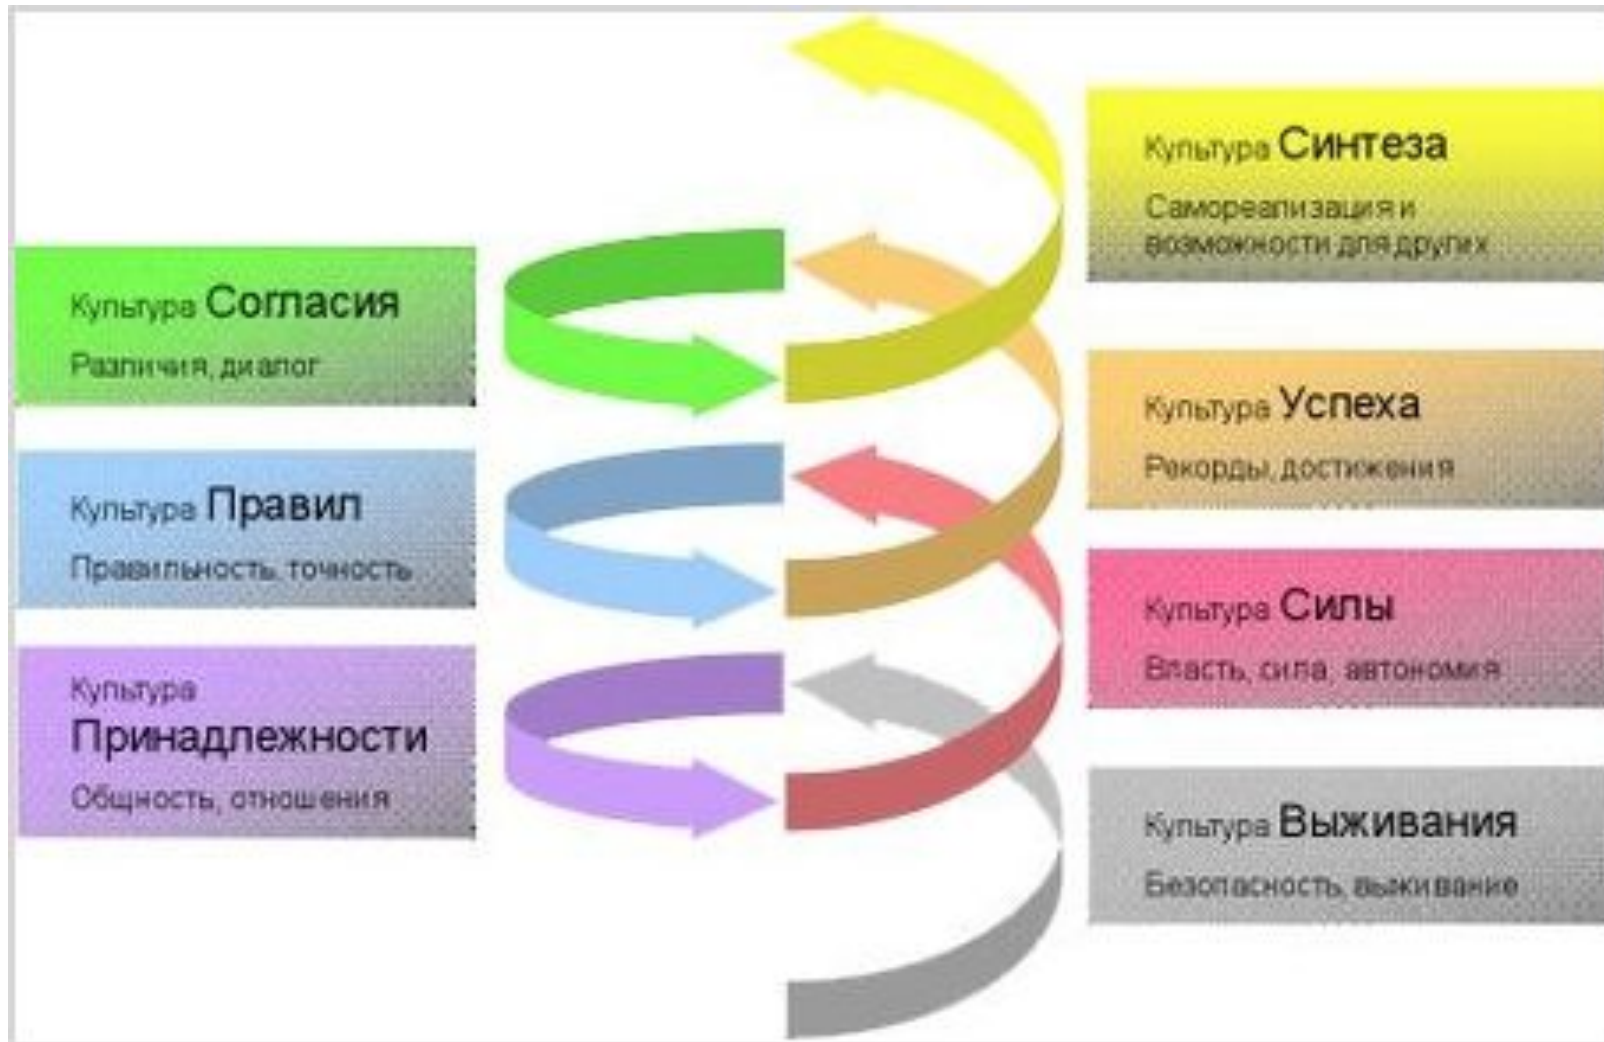 Культура Синтеза
Самореализация и
возможности для других
Культура Согласия
Различия, диалог
Культура Успеха
Рекорды, достижения
Культура Правил
Правильность, точность
Культура Силы
Власть, сила, автономия
Культура
Принадлежности
Общность, отношения
Культура Выживания
Безопасность, выживание